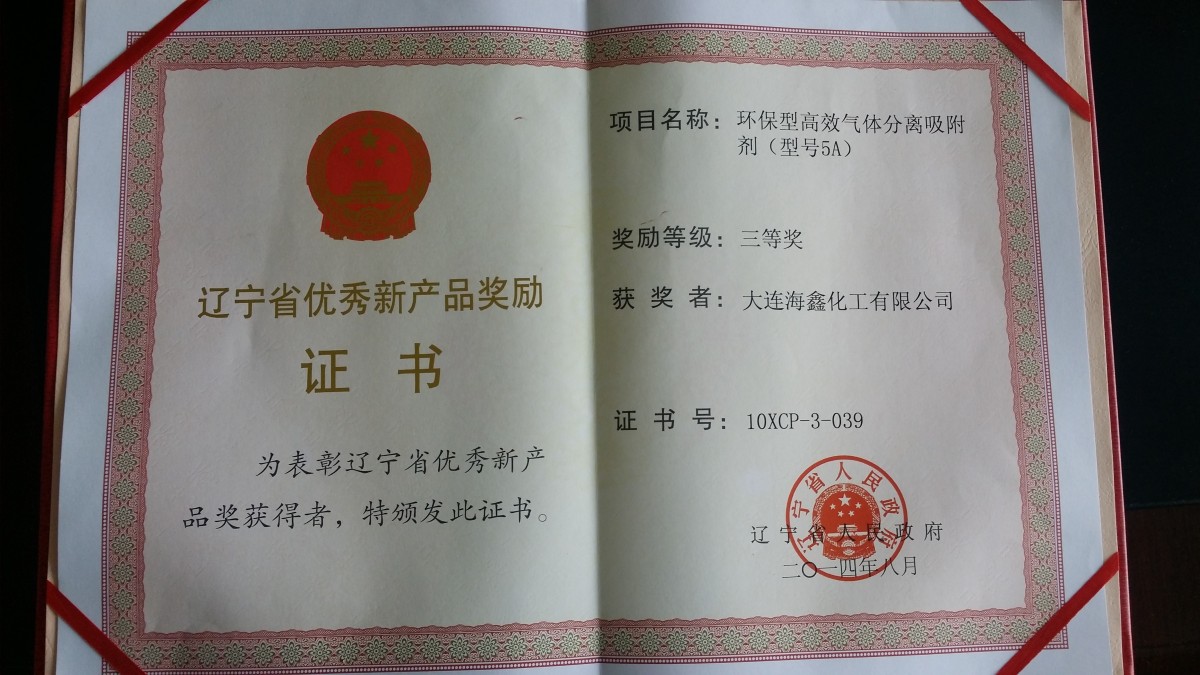 辽宁省优秀新产品奖励
证 书
为表彰辽宁省优秀新产
品奖获得者，特颁发此证书。
项目名称：环保型高效气体分离吸附
剂（型号5A）
奖励等级：三等奖
获 奖 者：大连海鑫化工有限公司
证 书 号：10XCP-3-039
辽宁省人民政府
辽宁省人民政府
二〇一四年八月